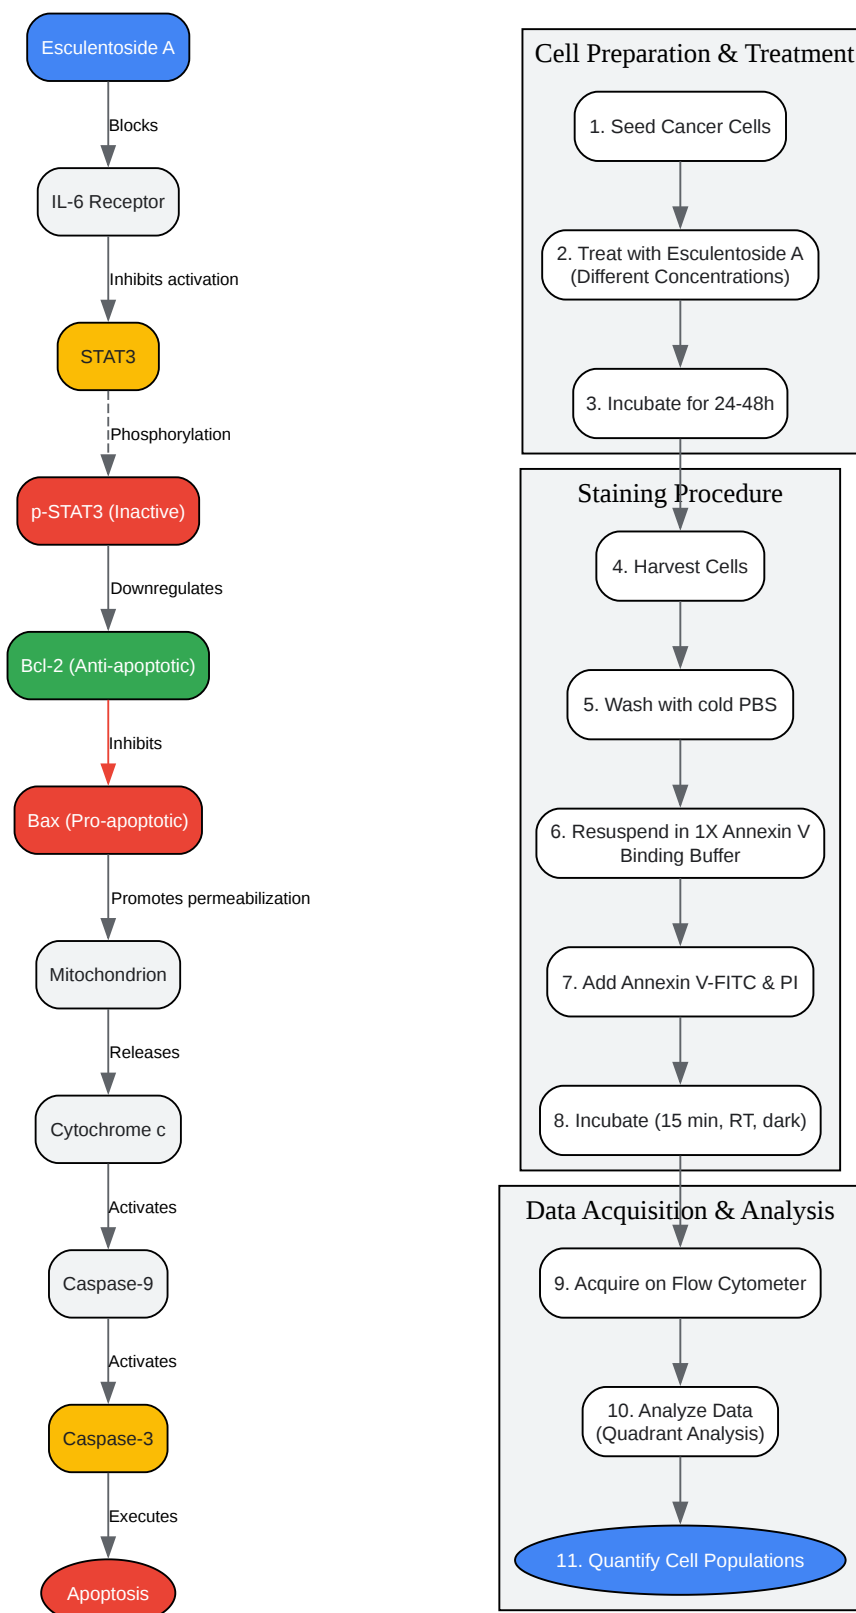 Esculentoside A
Blocks
IL-6 Receptor
Inhibits activation
STAT3
Phosphorylation
p-STAT3 (Inactive)
Downregulates
Bcl-2 (Anti-apoptotic)
Inhibits
Bax (Pro-apoptotic)
Promotes permeabilization
Mitochondrion
Releases
Cytochrome c
Activates
Caspase-9
Activates
Caspase-3
Executes
Apoptosis
Cell Preparation & Treatment
1. Seed Cancer Cells
2. Treat with Esculentoside A
(Different Concentrations)
3. Incubate for 24-48h
Staining Procedure
4. Harvest Cells
5. Wash with cold PBS
6. Resuspend in 1X Annexin V
Binding Buffer
7. Add Annexin V-FITC & PI
8. Incubate (15 min, RT, dark)
Data Acquisition & Analysis
9. Acquire on Flow Cytometer
10. Analyze Data
(Quadrant Analysis)
11. Quantify Cell Populations